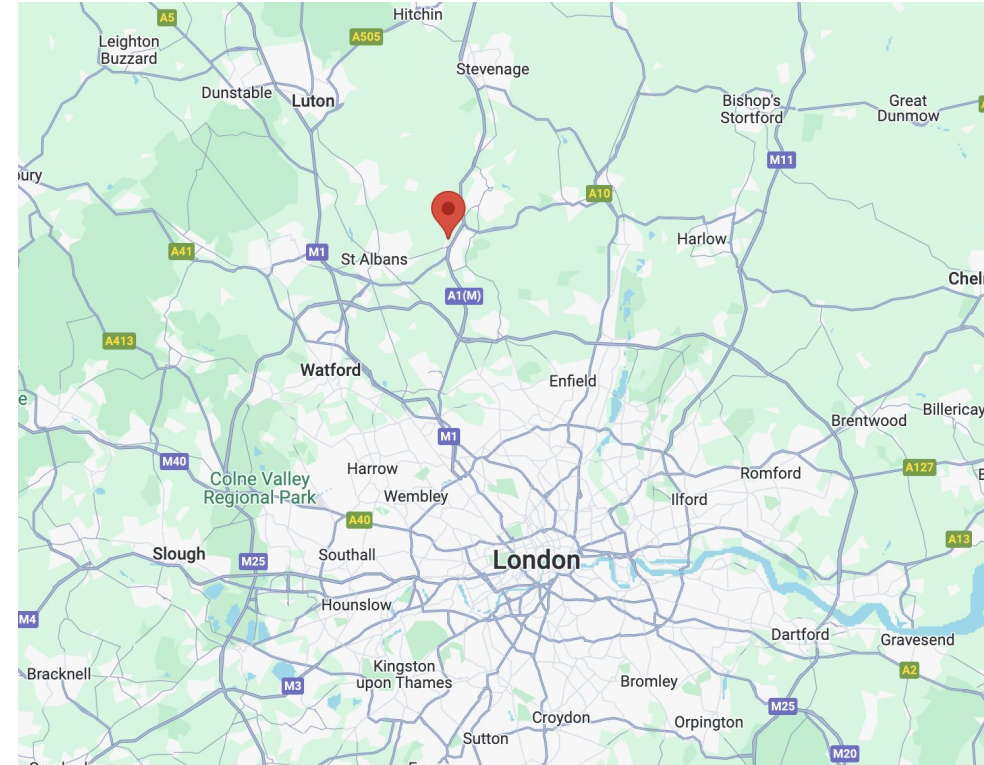 Hitchin
A5
A505
Leighton
Buzzard
Stevenage
Dunstable
Luton
Bishop's
Stortford
Great
Dunmow
M11
A10
A41
M1
St Albans
Harlow
A1(M)
A413
Watford
Enfield
Brentwood
Billericay
M1
M40
Harrow
Colne Valley
Regional Park
Wembley
Romford
A127
Ilford
A40
Slough
M25
Southall
London
A13
Hounslow
M4
Dartford
Gravesend
Bracknell
Kingston
upon Thames
M3
Bromley
A2
Croydon
Orpington
M25
Sutton
M20